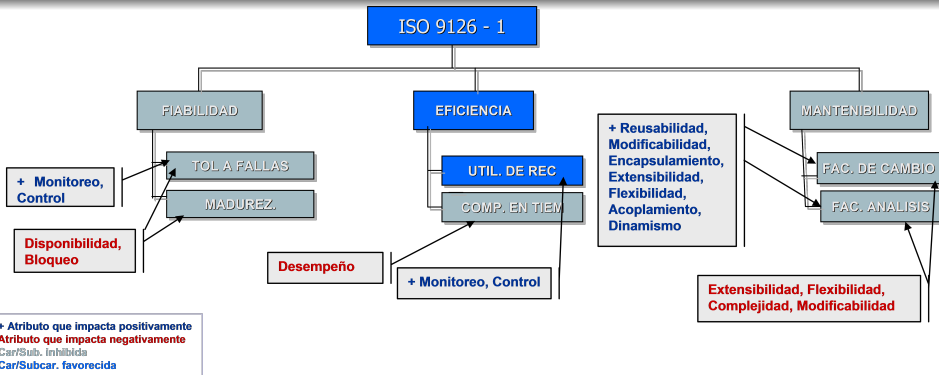 ISO 9126 - 1
FIABILIDAD
EFICIENCIA
MANTENIBILIDAD
TOL A FALLAS
MADUREZ.
UTIL. DE REC
COMP. EN TIEM
FAC. DE CAMBIO
FAC. ANALISIS
+ Monitoreo,
Control
Disponibilidad,
Bloqueo
Desempeño
+ Monitoreo, Control
+ Reusabilidad,
Modificabilidad,
Encapsulamiento,
Extensibilidad,
Flexibilidad,
Acoplamiento,
Dinamismo
Extensibilidad, Flexibilidad,
Complejidad, Modificabilidad
+ Atributo que impacta positivamente
Atributo que impacta negativamente
Car/Sub. inhibida
Car/Subcar. favorecida